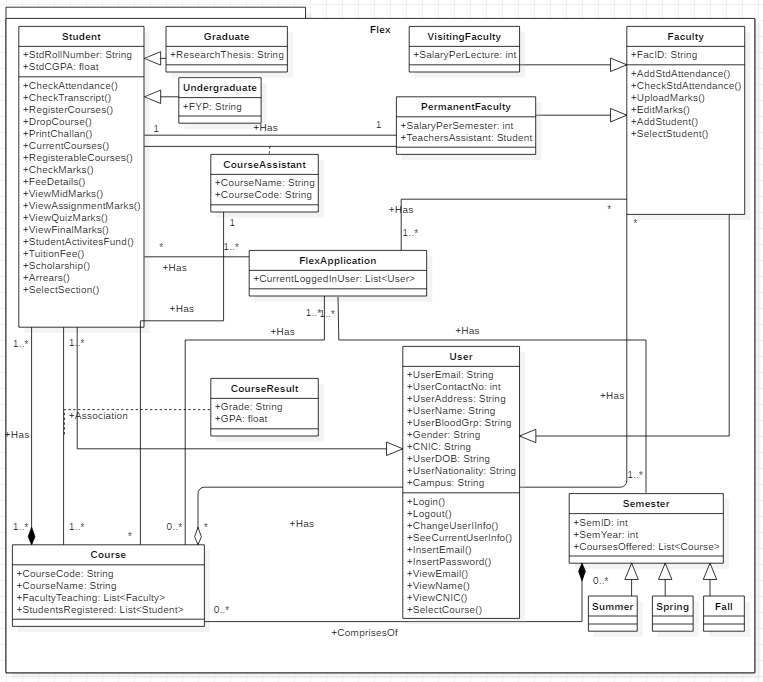 Flex
Student
+StdRollNumber: String
+StdCGPA: float
+CheckAttendance()
+CheckTranscript()
+RegisterCourses()
+DropCourse()
+PrintChallan()
+CurrentCourses()
+RegisterableCourses()
+CheckMarks()
+FeeDetails()
+ViewMidMarks()
+ViewAssignmentMarks()
+ViewQuizMarks()
+ViewFinalMarks()
+StudentActivitesFund()
+TuitionFee()
+Scholarship()
+Arrears()
+SelectSection()
Graduate
+ResearchThesis: String
Undergraduate
+FYP: String
VisitingFaculty
+SalaryPerLecture: int
PermanentFaculty
+SalaryPerSemester: int
+TeachersAssistant: Student
Faculty
+FacID: String
+AddStdAttendance()
+CheckStdAttendance()
+UploadMarks()
+EditMarks()
+AddStudent()
+SelectStudent()
1
+Has
1
CourseAssistant
+CourseName: String
+CourseCode: String
1
+Has
1..*
*
*
*
+Has
1..*
FlexApplication
+CurrentLoggedInUser: List<User>
+Has
1..*
1..*
+Has
+Has
1..*
1..*
CourseResult
+Grade: String
+GPA: float
+Association
+Has
User
+UserEmail: String
+UserContactNo: int
+UserAddress: String
+UserName: String
+UserBloodGrp: String
+Gender: String
+CNIC: String
+UserDOB: String
+UserNationality: String
+Campus: String
+Login()
+Logout()
+ChangeUserInfo()
+SeeCurrentUserInfo()
+InsertEmail()
+InsertPassword()
+ViewEmail()
+ViewName()
+ViewCNIC()
+SelectCourse()
+Has
1..*
Semester
+SemID: int
+SemYear: int
+CoursesOffered: List<Course>
0..*
Summer
Spring
Fall
1..*
1..*
*
0..*
*
+Has
Course
+CourseCode: String
+CourseName: String
+FacultyTeaching: List<Faculty>
+StudentsRegistered: List<Student>
0..*
+ComprisesOf